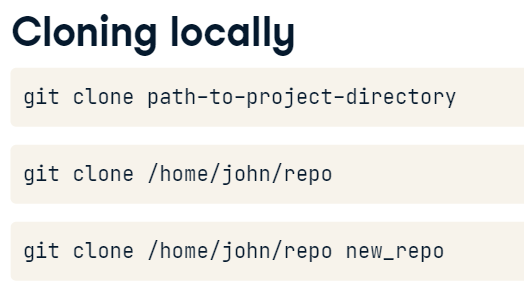 Cloning locally
git clone path-to-project-directory
git clone /home/john/repo
git clone /home/john/repo new_repo